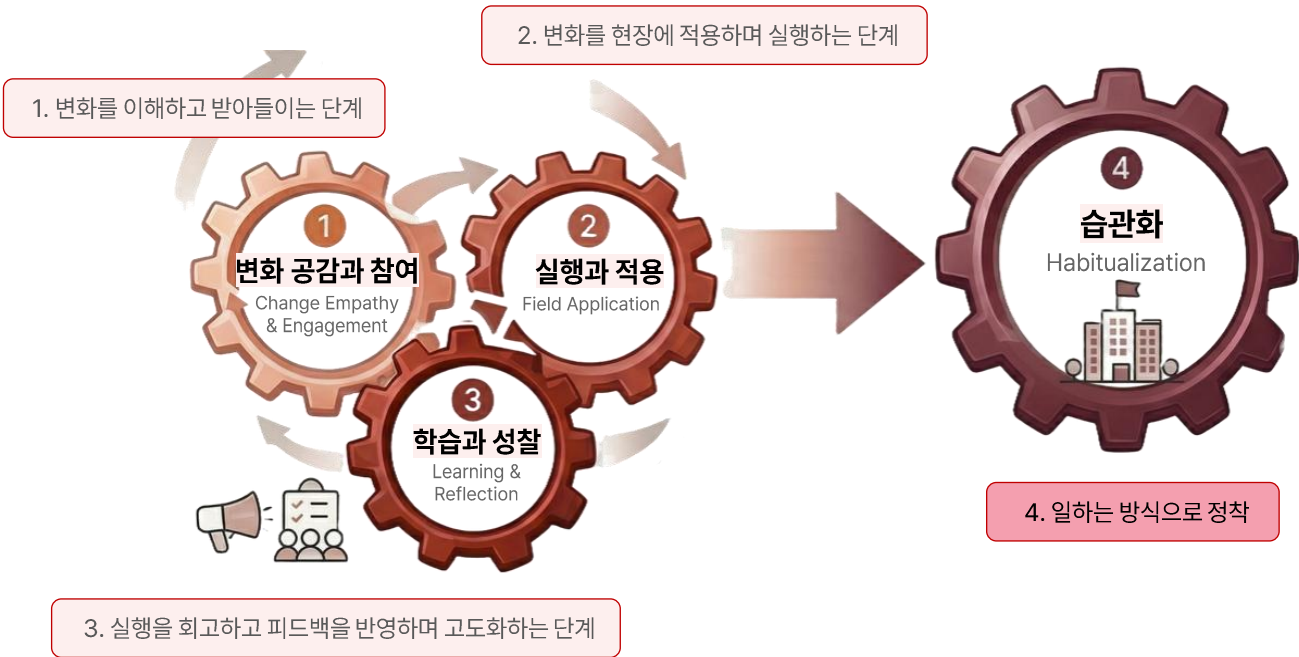 2. 변화를 현장에 적용하며 실행하는 단계
1. 변화를 이해하고 받아들이는 단계
1
변화 공감과 참여
Change Empathy
& Engagement
2
실행과 적용
Field Application
3
학습과 성찰
Learning &
Reflection
4
습관화
Habitualization
4. 일하는 방식으로 정착
3. 실행을 회고하고 피드백을 반영하며 고도화하는 단계